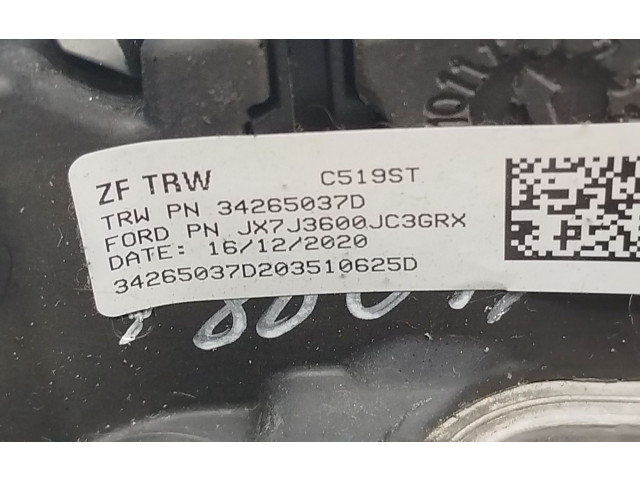 ZF TRW C519ST
TRW PN 34265037D
FORD PN JX7J3600JC3GRX
DATE: 16/12/2020
34265037D203510625D